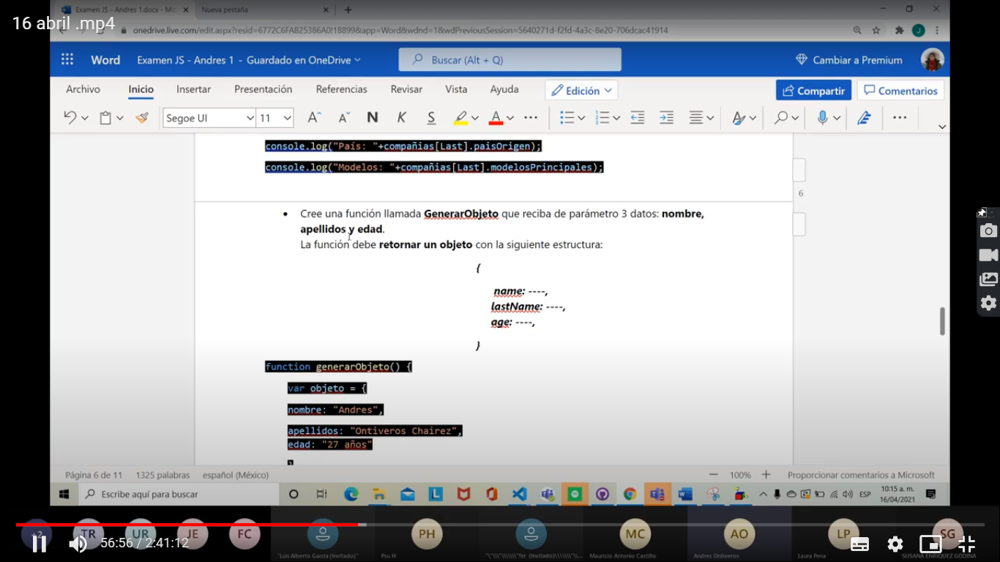 Examen JS - Andres 1.docx - Mic
Nueva pestaña
16 abril .mp4
onedrive.live.com/edit.aspx?resid=6772C6FAB25386A0!18899&app=Word&wdnd=1&wdPreviousSession=5640271d-f2fd-4a3c-8e20-706dcac41914
J
Word
Examen JS - Andres 1 - Guardado en OneDrive
Buscar (Alt + Q)
Cambiar a Premium
Archivo Inicio Insertar Presentación Referencias Revisar Vista Ayuda Edición Compartir Comentarios
Segoe UI 11 A A N K S A
console.log("País: "+compañias[Last].paisOrigen);
console.log("Modelos: "+compañias[Last].modelosPrincipales);
6
• Cree una función llamada GenerarObjeto que reciba de parámetro 3 datos: nombre,
apellidos y edad.
La función debe retornar un objeto con la siguiente estructura:
{
name: ----,
lastName: ----,
age: ----,
}
function generarObjeto() {
var objeto = {
nombre: "Andres",
apellidos: "Ontiveros Chairez",
edad: "27 años"
}
Página 6 de 11 1325 palabras español (México) 100% Proporcionar comentarios a Microsoft
Escribe aquí para buscar
ESP
10:15 a. m.
16/04/2021
+2 TR UR JE FC PH MC AO LP SG
56:56 / 2:41:12
"Luis Alberto Garcia (Invitado)" Psu H Mauricio Antonio Castillo Andres Ontiveros Laura Pena SUSANA ENRIQUEZ GODINA